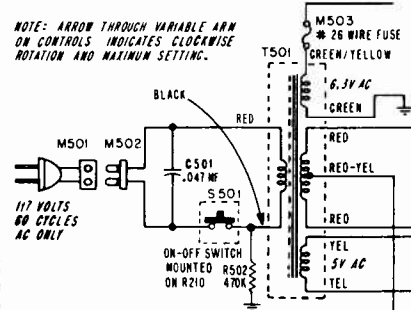 NOTE: ARROW THROUGH VARIABLE ARM
ON CONTROLS INDICATES CLOCKWISE
ROTATION AND MAXIMUM SETTING.
M503
# 26 WIRE FUSE
GREEN/YELLOW
T501
6.3V AC
BLACK
GREEN
RED
RED
M501
M502
C501
.047 MF
RED-YEL
S501
117 VOLTS
60 CYCLES
AC ONLY
RED
ON-OFF SWITCH
MOUNTED
ON R210
R502
470K
YEL
5V AC
YEL